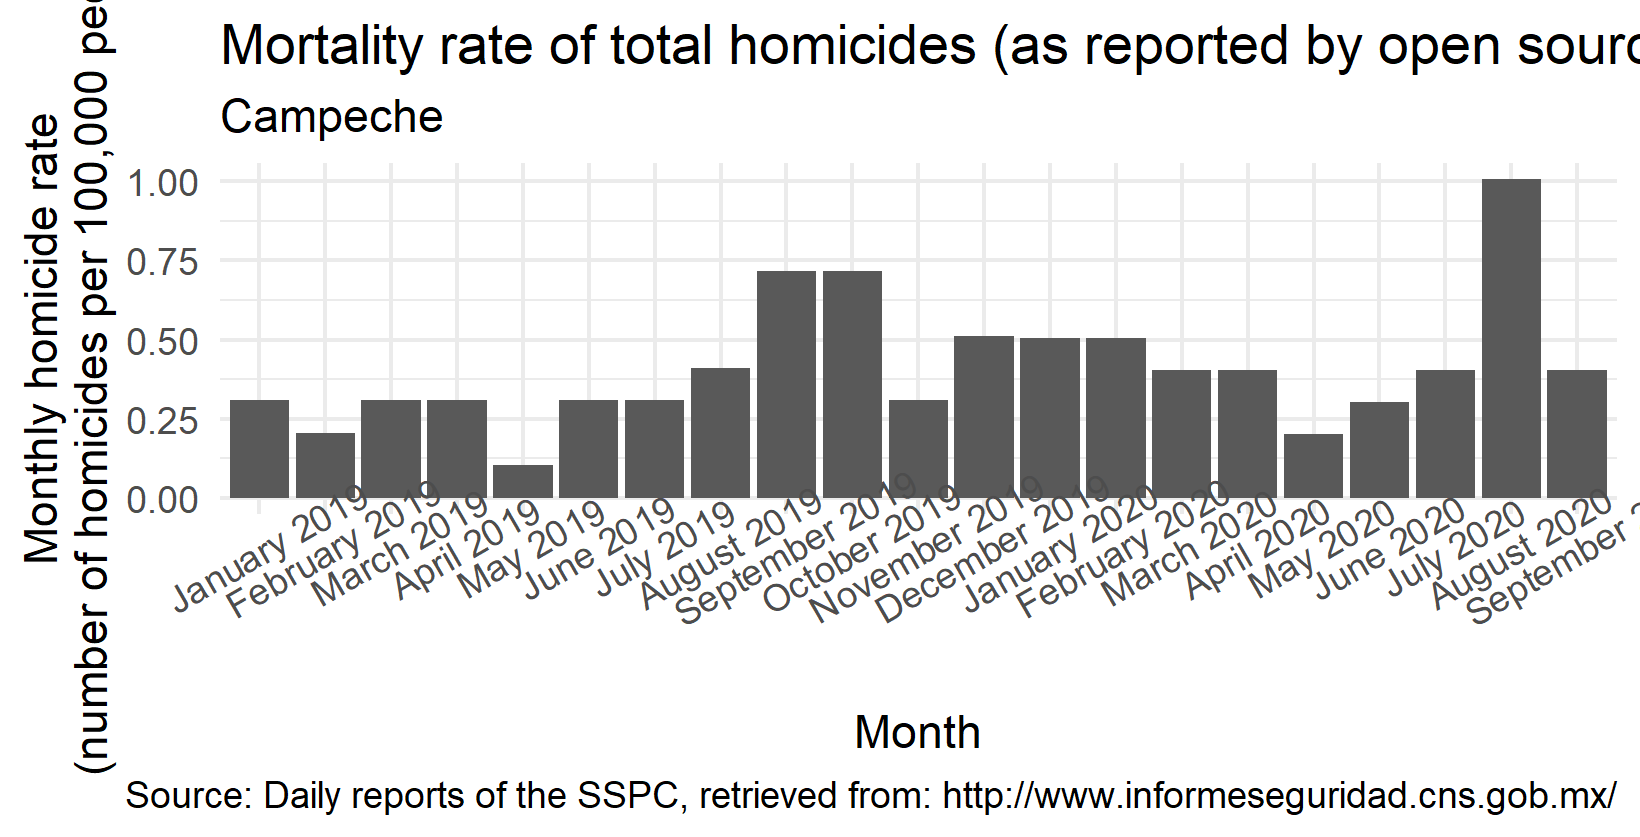 Mortality rate of total homicides (as reported by open
Campeche
Monthly homicide rate
(number of homicides per 100,000
1.00
0.75
0.50
0.25
0.00
January 2019
February 2019
March 2019
April 2019
May 2019
June 2019
July 2019
August 2019
September 2019
October 2019
November 2019
December 2019
January 2020
February 2020
March 2020
April 2020
May 2020
June 2020
July 2020
August 2020
September
Month
Source: Daily reports of the SSPC, retrieved from: http://www.informeseguridad.cns.gob.mx/